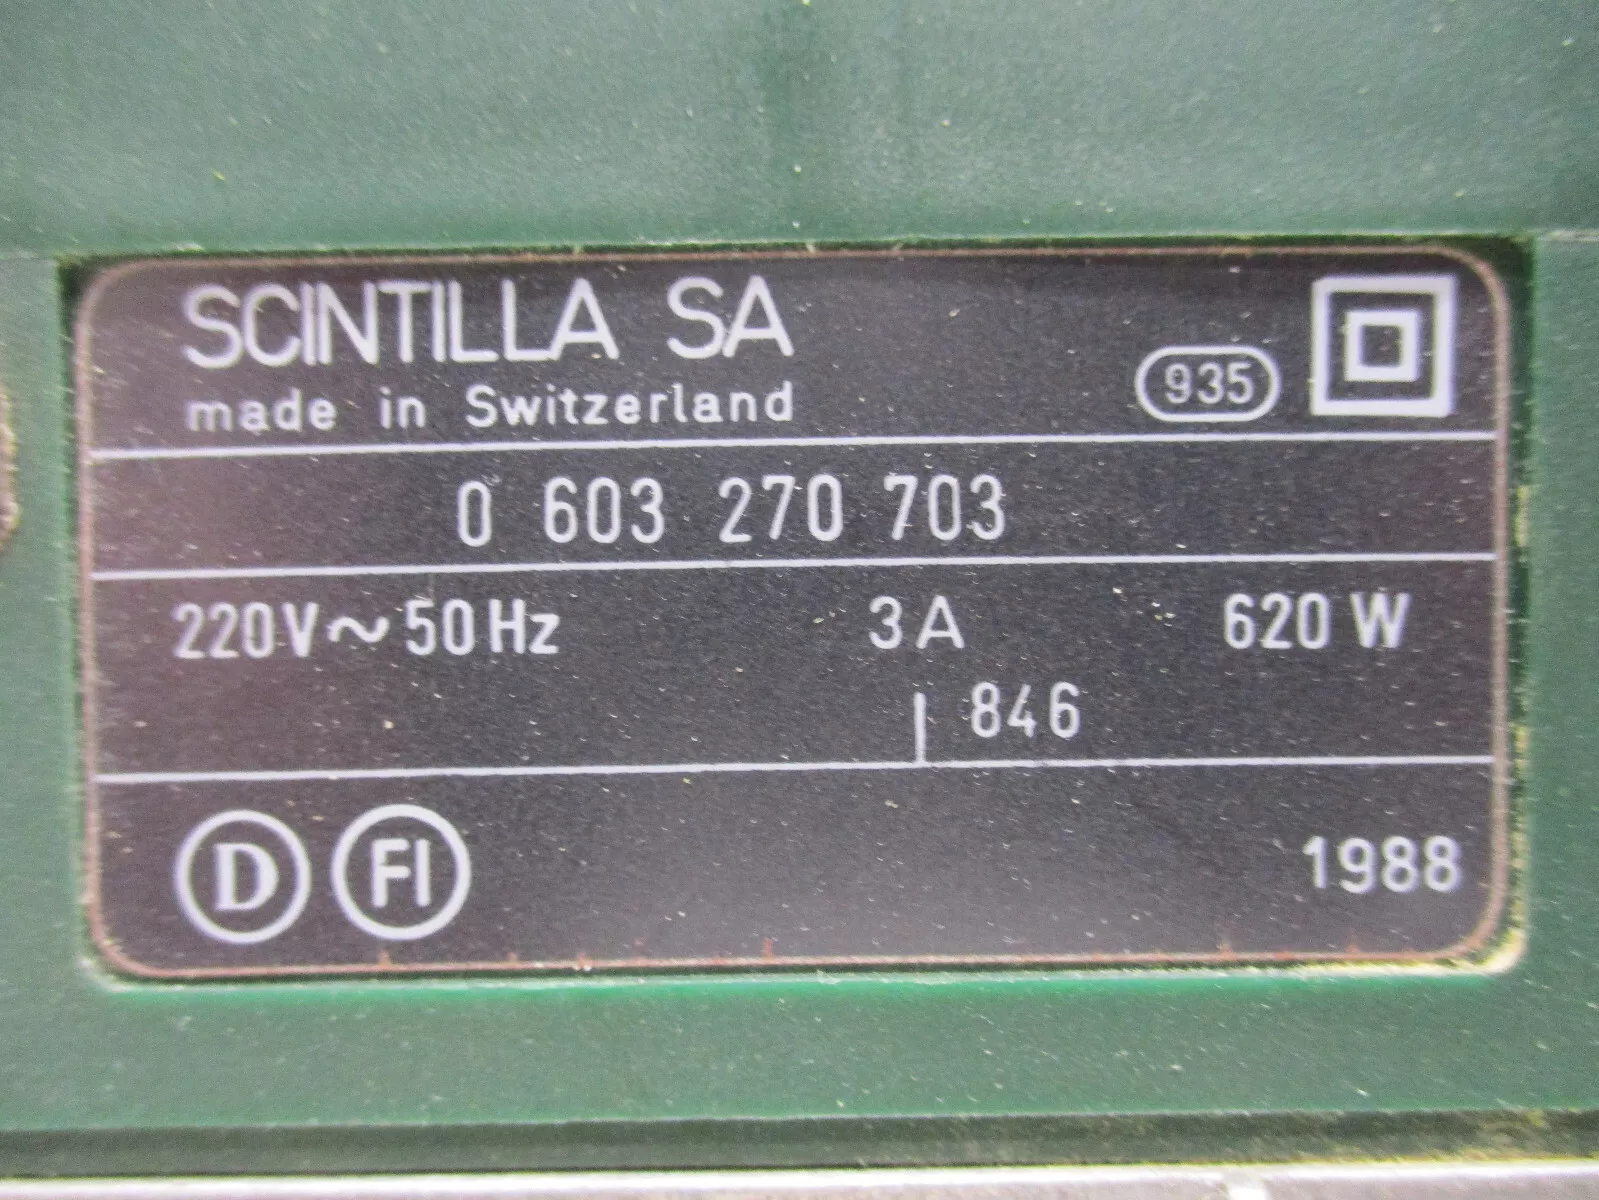 SCINTILLA SA
made in Switzerland
935
0 603 270 703
220V~50Hz 3A 620 W
846
D FI 1988